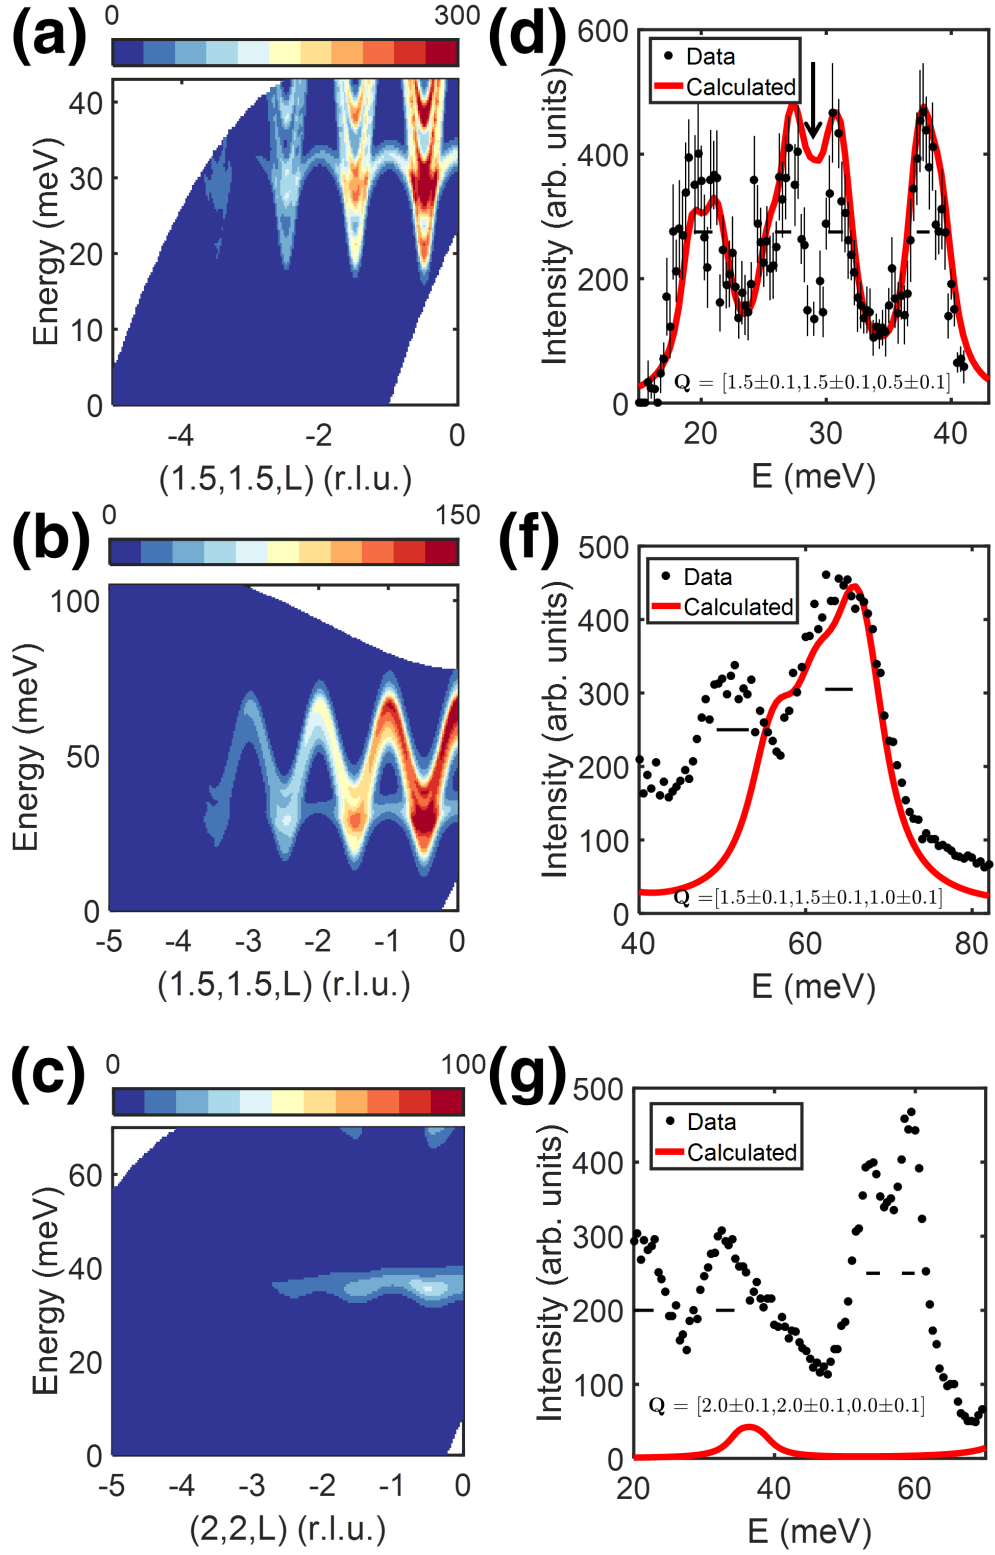 (a)
0 300
40
30
20
10
0
Energy (meV)
-4 -2 0
(1.5,1.5,L) (r.l.u.)
(d)
600
400
200
0
Intensity (arb. units)
Data
Calculated
Q = [1.5±0.1,1.5±0.1,0.5±0.1]
20 30 40
E (meV)
(b)
0 150
100
50
0
Energy (meV)
-5 -4 -3 -2 -1 0
(1.5,1.5,L) (r.l.u.)
(f)
500
400
300
200
100
0
Intensity (arb. units)
Data
Calculated
Q =[1.5±0.1,1.5±0.1,1.0±0.1]
40 60 80
E (meV)
(c)
0 100
60
40
20
0
Energy (meV)
-5 -4 -3 -2 -1 0
(2,2,L) (r.l.u.)
(g)
500
400
300
200
100
0
Intensity (arb. units)
Data
Calculated
Q = [2.0±0.1,2.0±0.1,0.0±0.1]
20 40 60
E (meV)